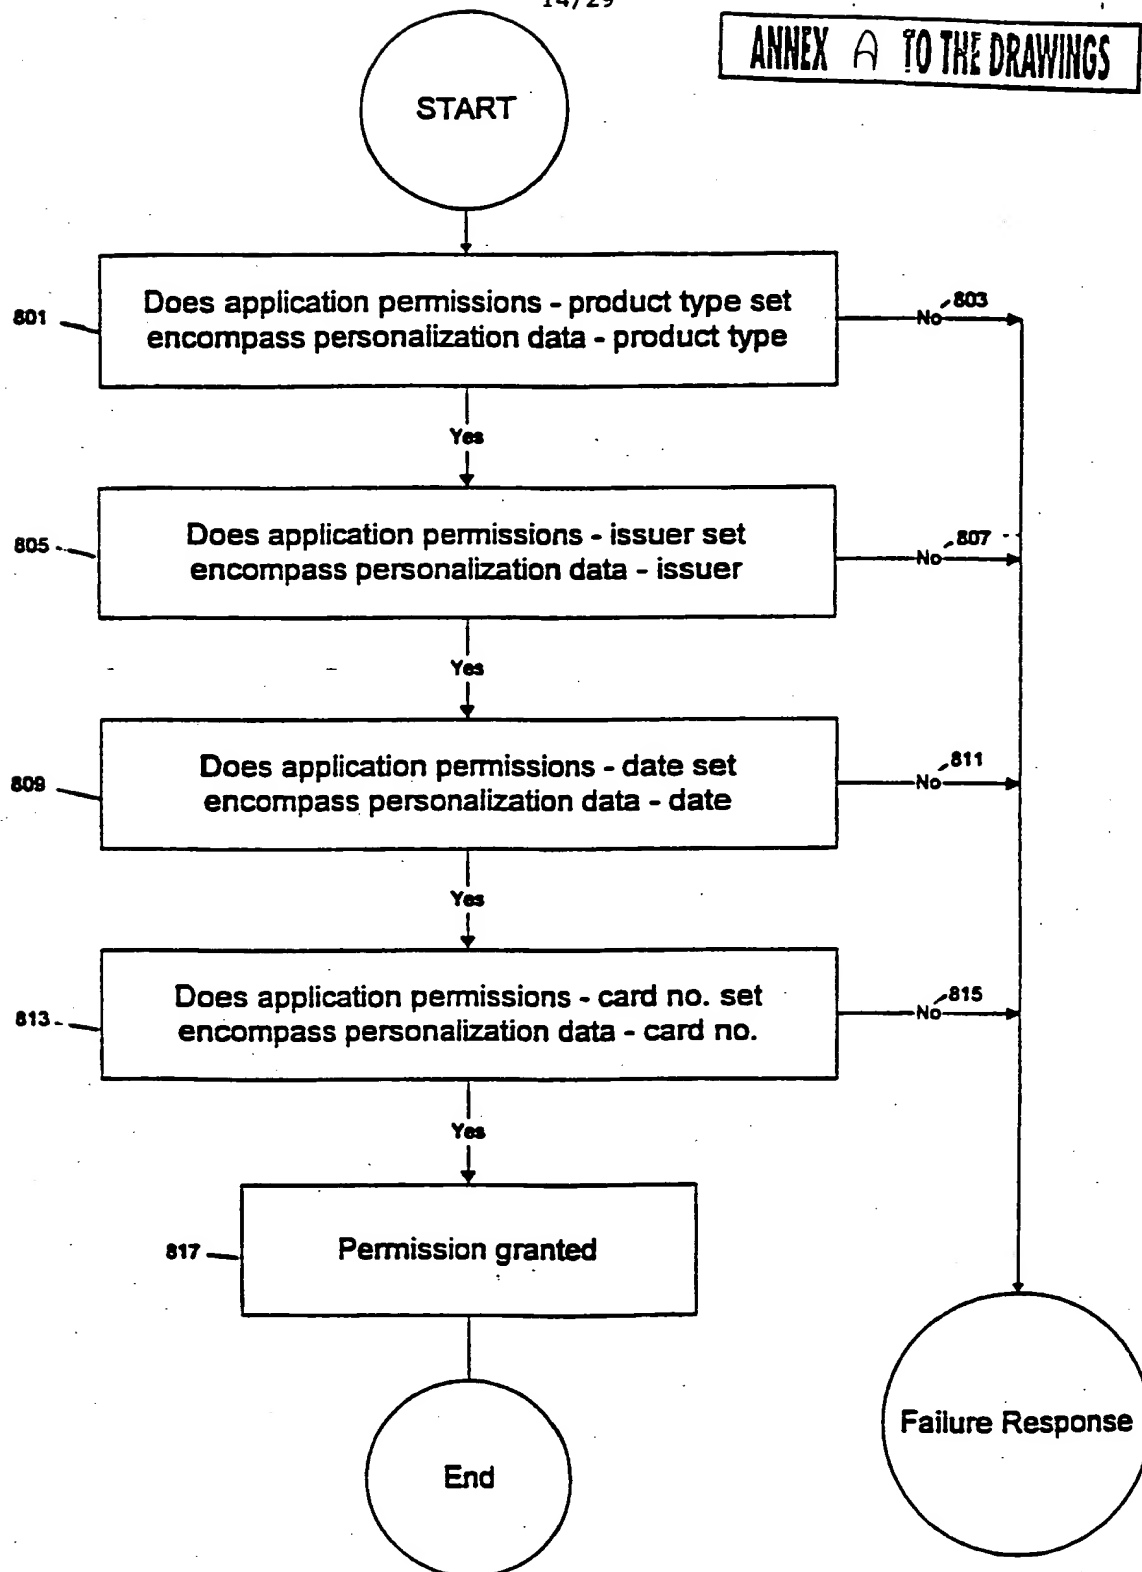 14/29
ANNEX A TO THE DRAWINGS
START
801
Does application permissions - product type set
encompass personalization data - product type
No
803
Yes
805
Does application permissions - issuer set
encompass personalization data - issuer
No
807
Yes
809
Does application permissions - date set
encompass personalization data - date
No
811
Yes
813
Does application permissions - card no. set
encompass personalization data - card no.
No
815
Yes
817
Permission granted
Failure Response
End